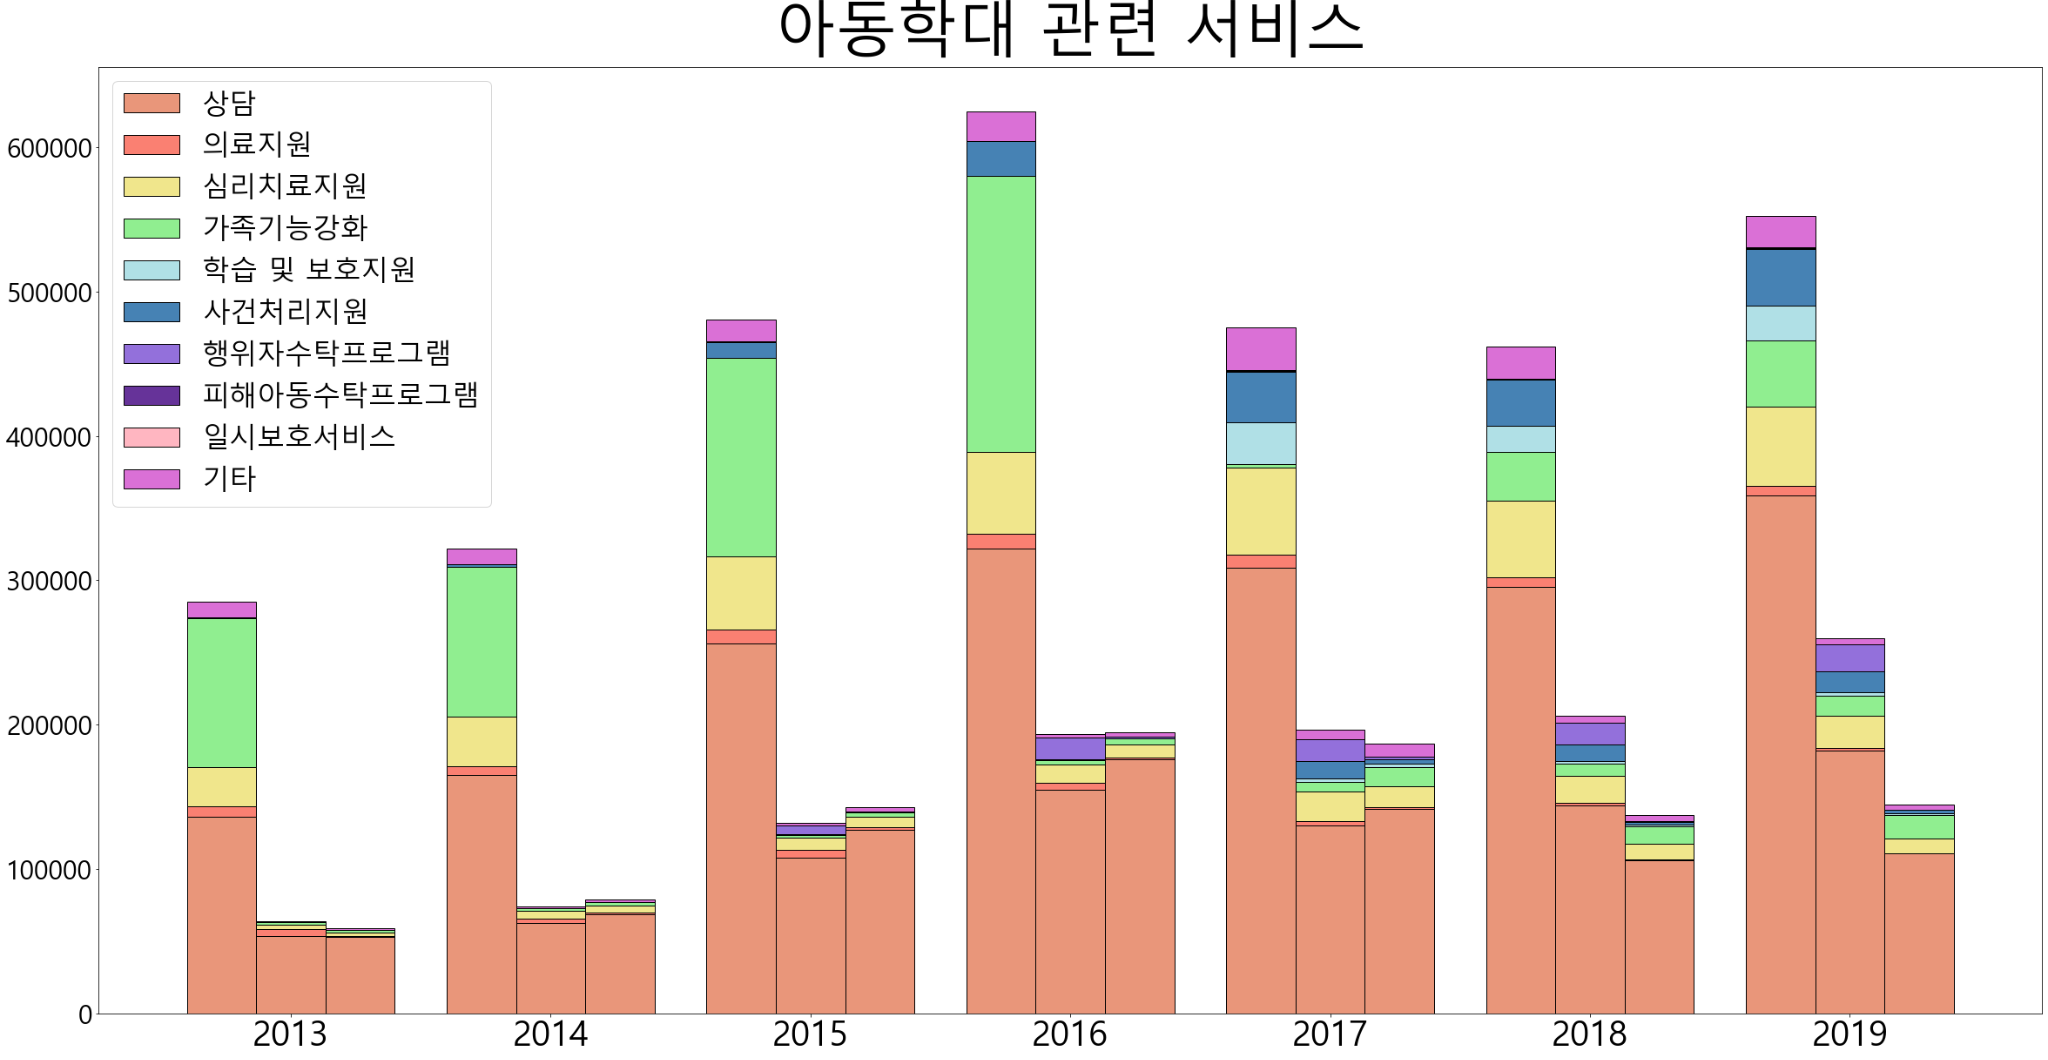 아동학대 관련 서비스
상담
의료지원
심리치료지원
가족기능강화
학습 및 보호지원
사건처리지원
행위자수탁프로그램
피해아동수탁프로그램
일시보호서비스
기타
600000
500000
400000
300000
200000
100000
0
2013 2014 2015 2016 2017 2018 2019